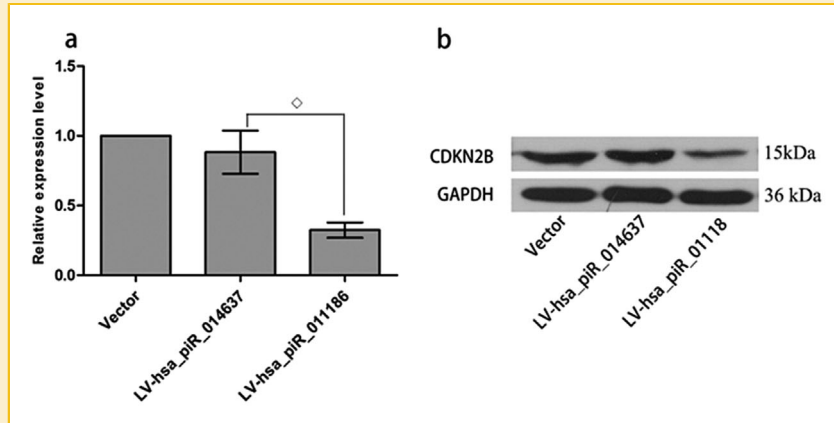 a
Relative expression level
1.5
1.0
0.5
0.0
Vector
LV-hsa_piR_014637
LV-hsa_piR_011186
b
CDKN2B
15kDa
GAPDH
36 kDa
Vector
LV-hsa_piR_014637
LV-hsa_piR_01118